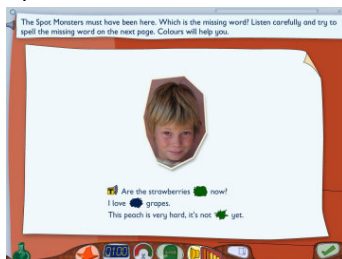 The Spot Monsters must have been here. Which is the missing word? Listen carefully and try to
spell the missing word on the next page. Colours will help you.
Are the strawberries now?
I love grapes.
This peach is very hard, it's not yet.